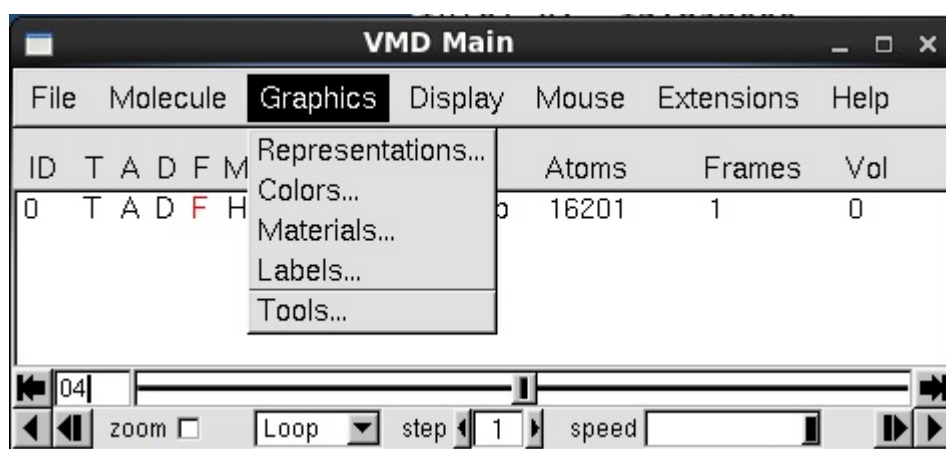 VMD Main
File Molecule Graphics Display Mouse Extensions Help
Representations...
Colors...
Materials...
Labels...
Tools...
ID T A D F M Atoms Frames Vol
0 T A D F H p 16201 1 0
04
zoom Loop step 1 speed